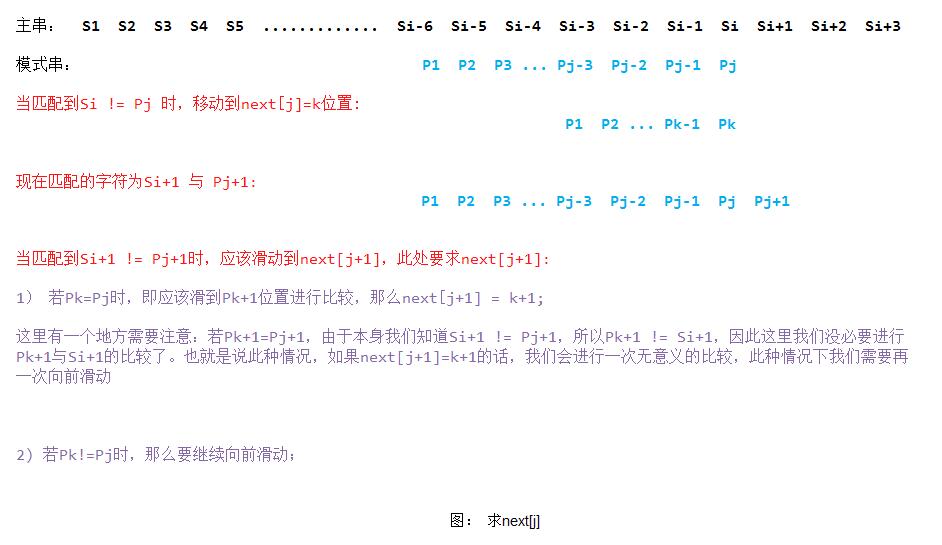 主串： S1 S2 S3 S4 S5 ............. Si-6 Si-5 Si-4 Si-3 Si-2 Si-1 Si Si+1 Si+2 Si+3
模式串： P1 P2 P3 ... Pj-3 Pj-2 Pj-1 Pj
当匹配到Si != Pj 时，移动到next[j]=k位置:
P1 P2 ... Pk-1 Pk
现在匹配的字符为Si+1 与 Pj+1:
P1 P2 P3 ... Pj-3 Pj-2 Pj-1 Pj Pj+1
当匹配到Si+1 != Pj+1时，应该滑动到next[j+1]，此处要求next[j+1]:
1） 若Pk=Pj时，即应该滑到Pk+1位置进行比较，那么next[j+1] = k+1;
这里有一个地方需要注意：若Pk+1=Pj+1，由于本身我们知道Si+1 != Pj+1，所以Pk+1 != Si+1，因此这里我们没必要进行
Pk+1与Si+1的比较了。也就是说此种情况，如果next[j+1]=k+1的话，我们会进行一次无意义的比较，此种情况下我们需要再
一次向前滑动
2) 若Pk!=Pj时，那么要继续向前滑动;
图： 求next[j]